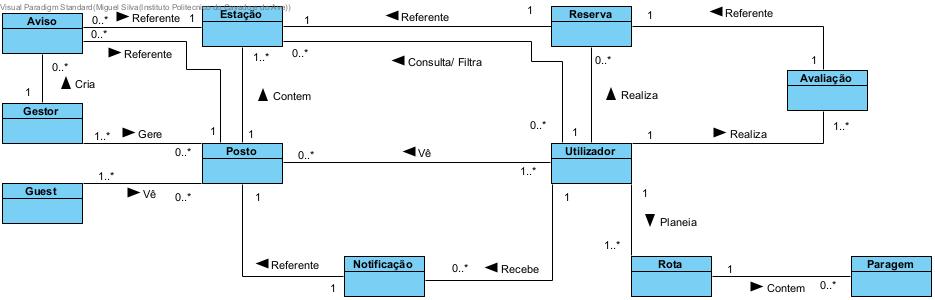 Visual Paradigm Standard(Miguel Silva(Instituto Politecnico
Aviso
0..*
Referente
1
Estação
1
Referente
1
Reserva
1
Referente
0..*
Referente
0..*
Consulta/ Filtra
0..*
Cria
1..*
Contem
0..*
Realiza
1
Avaliação
1
Gestor
1..*
Gere
0..*
1
1
Posto
0..*
Vê
0..*
1
1..*
Utilizador
1
Realiza
1..*
Guest
1..*
Vê
0..*
1
1
1
Planeia
1..*
Referente
1
Notificação
0..*
Recebe
Rota
1
Contem
0..*
Paragem